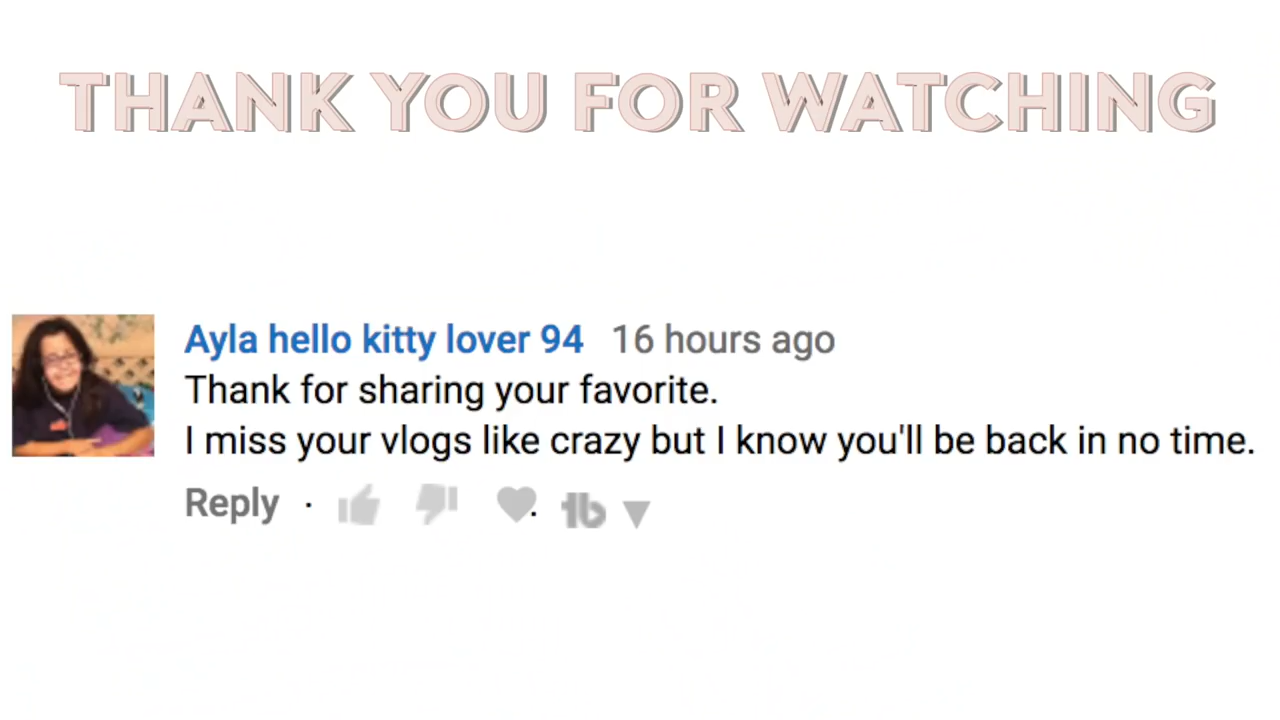 THANK YOU FOR WATCHING
Ayla hello kitty lover 94 16 hours ago
Thank for sharing your favorite.
I miss your vlogs like crazy but I know you'll be back in no time.
Reply · . tb